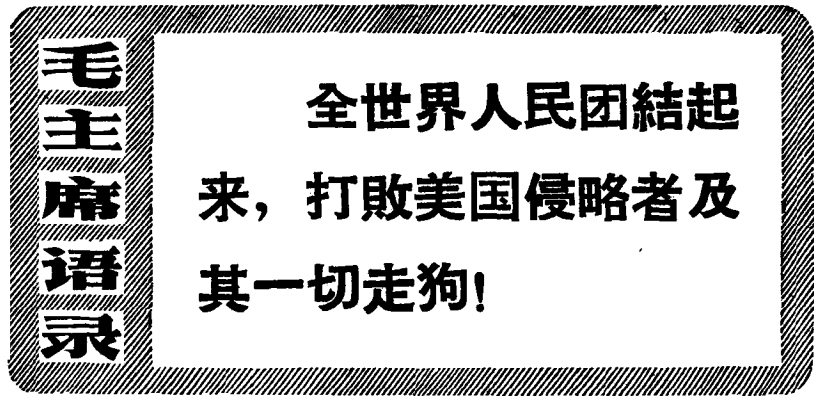 毛主席语录
全世界人民团結起
来，打敗美国侵略者及
其一切走狗！